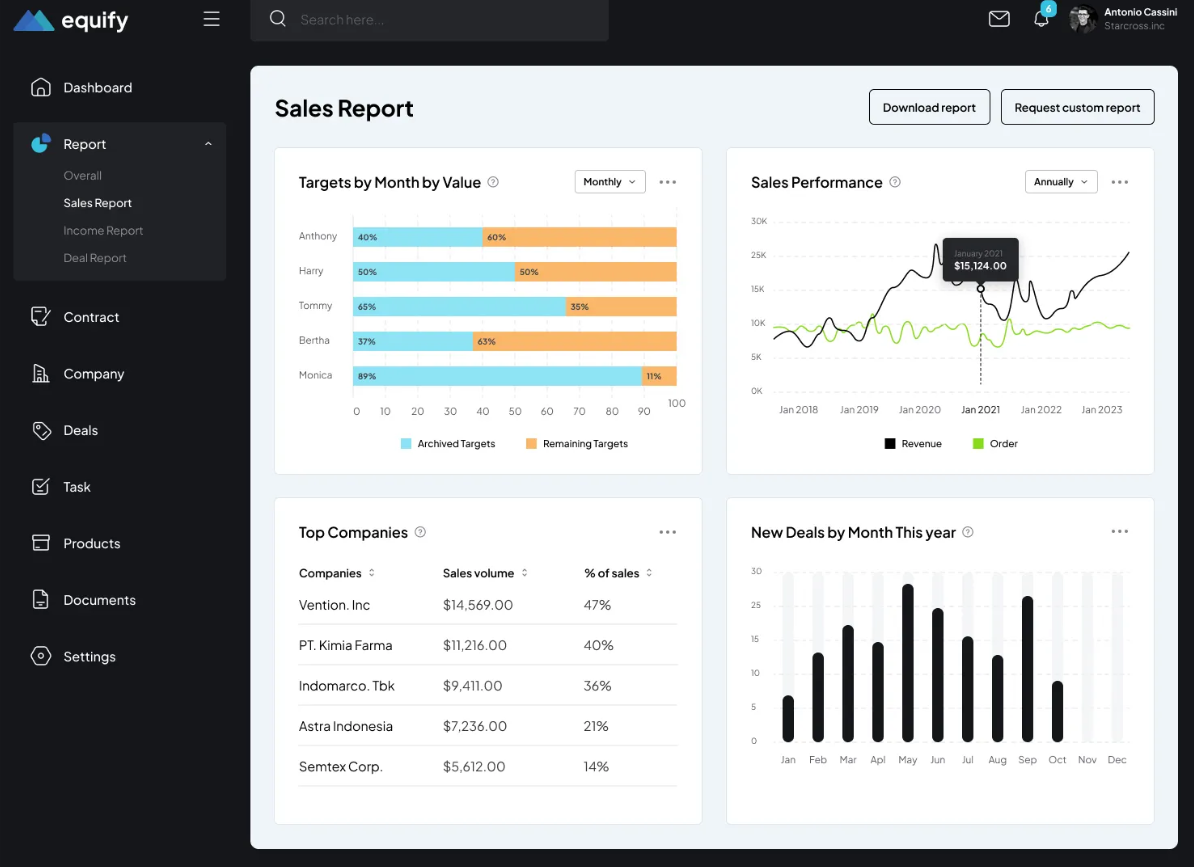 equify
Search here...
6
Antonio Cassini
Starcross.inc
Dashboard
Report
Overall
Sales Report
Income Report
Deal Report
Contract
Company
Deals
Task
Products
Documents
Settings
Sales Report
Download report
Request custom report
Targets by Month by Value ?
Monthly
Anthony 40% 60%
Harry 50% 50%
Tommy 65% 35%
Bertha 37% 63%
Monica 89% 11%
0 10 20 30 40 50 60 70 80 90 100
Archived Targets Remaining Targets
Sales Performance ?
Annually
30K
25K
15K
10K
5K
0K
January 2021
$15,124.00
Jan 2018 Jan 2019 Jan 2020 Jan 2021 Jan 2022 Jan 2023
Revenue Order
Top Companies ?
Companies Sales volume % of sales
Vention. Inc $14,569.00 47%
PT. Kimia Farma $11,216.00 40%
Indomarco. Tbk $9,411.00 36%
Astra Indonesia $7,236.00 21%
Semtex Corp. $5,612.00 14%
New Deals by Month This year ?
30
25
15
10
5
0
Jan Feb Mar Apl May Jun Jul Aug Sep Oct Nov Dec